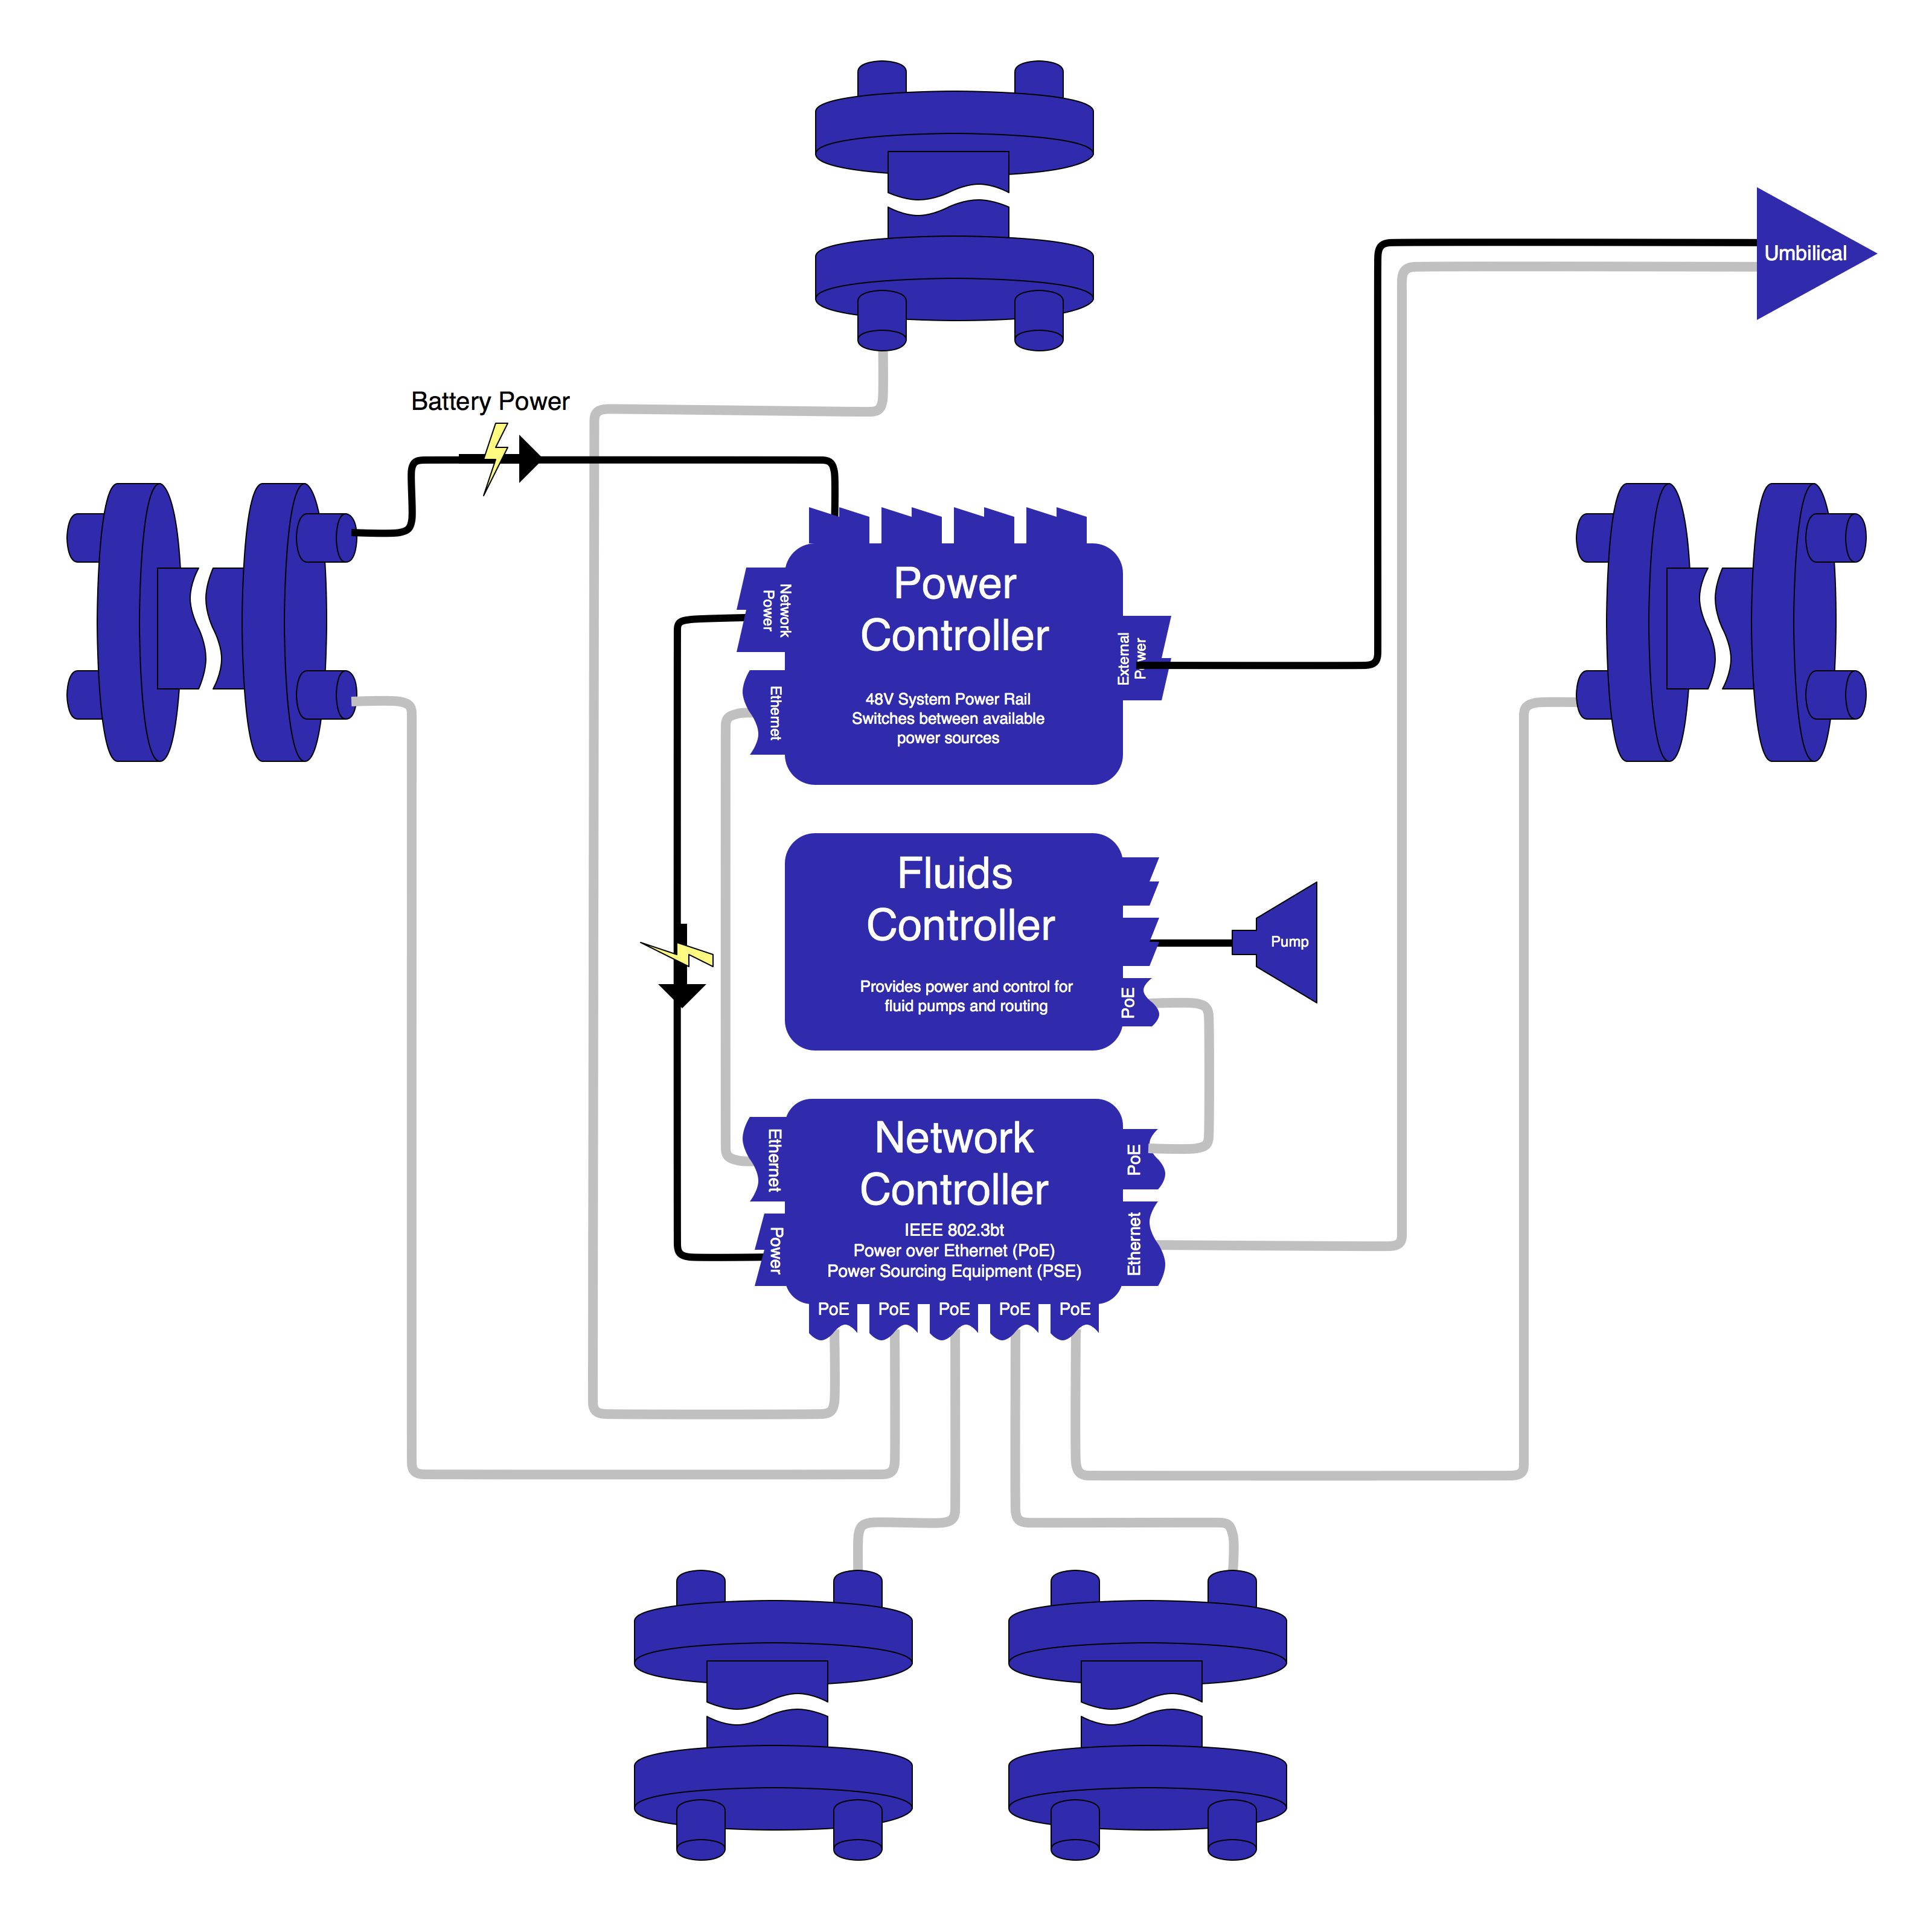 Umbilical
Battery Power
Power
Controller
48V System Power Rail
Switches between available
power sources
Network
Power
Ethernet
External
Power
Fluids
Controller
Provides power and control for
fluid pumps and routing
Pump
PoE
Network
Controller
IEEE 802.3bt
Power over Ethernet (PoE)
Power Sourcing Equipment (PSE)
Ethernet
Power
PoE
Ethernet
PoE PoE PoE PoE PoE